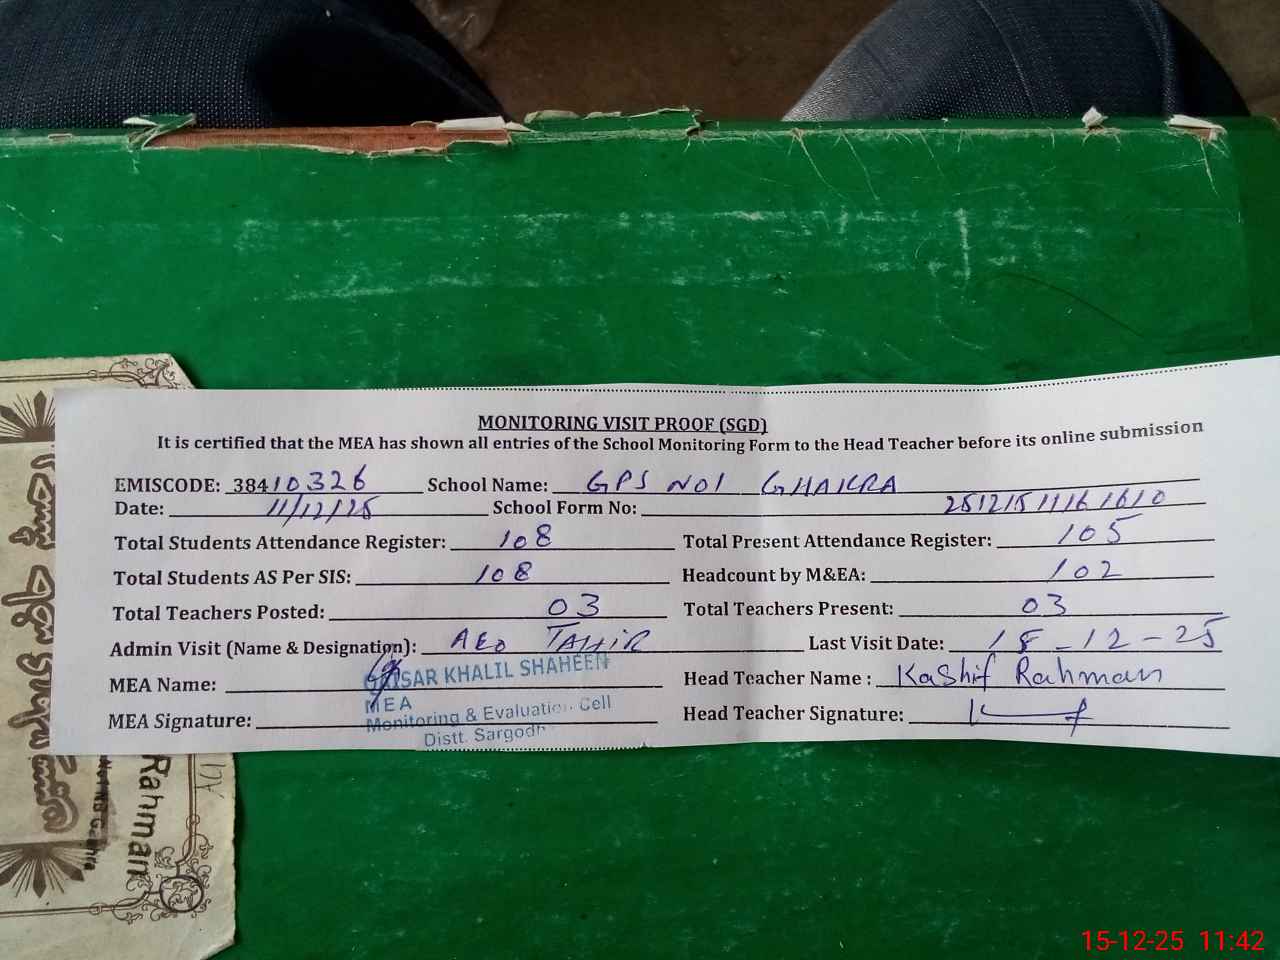 MONITORING VISIT PROOF (SGD)
It is certified that the MEA has shown all entries of the School Monitoring Form to the Head Teacher before its online submission
EMISCODE: 38410326 School Name: GPS NO1 GHAKRA
Date: 11/12/25 School Form No: 25121511161610
Total Students Attendance Register: 108 Total Present Attendance Register: 105
Total Students AS Per SIS: 108 Headcount by M&EA: 102
Total Teachers Posted: 03 Total Teachers Present: 03
Admin Visit (Name & Designation): AEO TAHIR Last Visit Date: 18-12-25
MEA Name: QAISAR KHALIL SHAHEEN Head Teacher Name : Kashif Rahman
MEA
MEA Signature: Monitoring & Evaluation Cell Head Teacher Signature:
Distt. Sargodh
Rahman
15-12-25 11:42